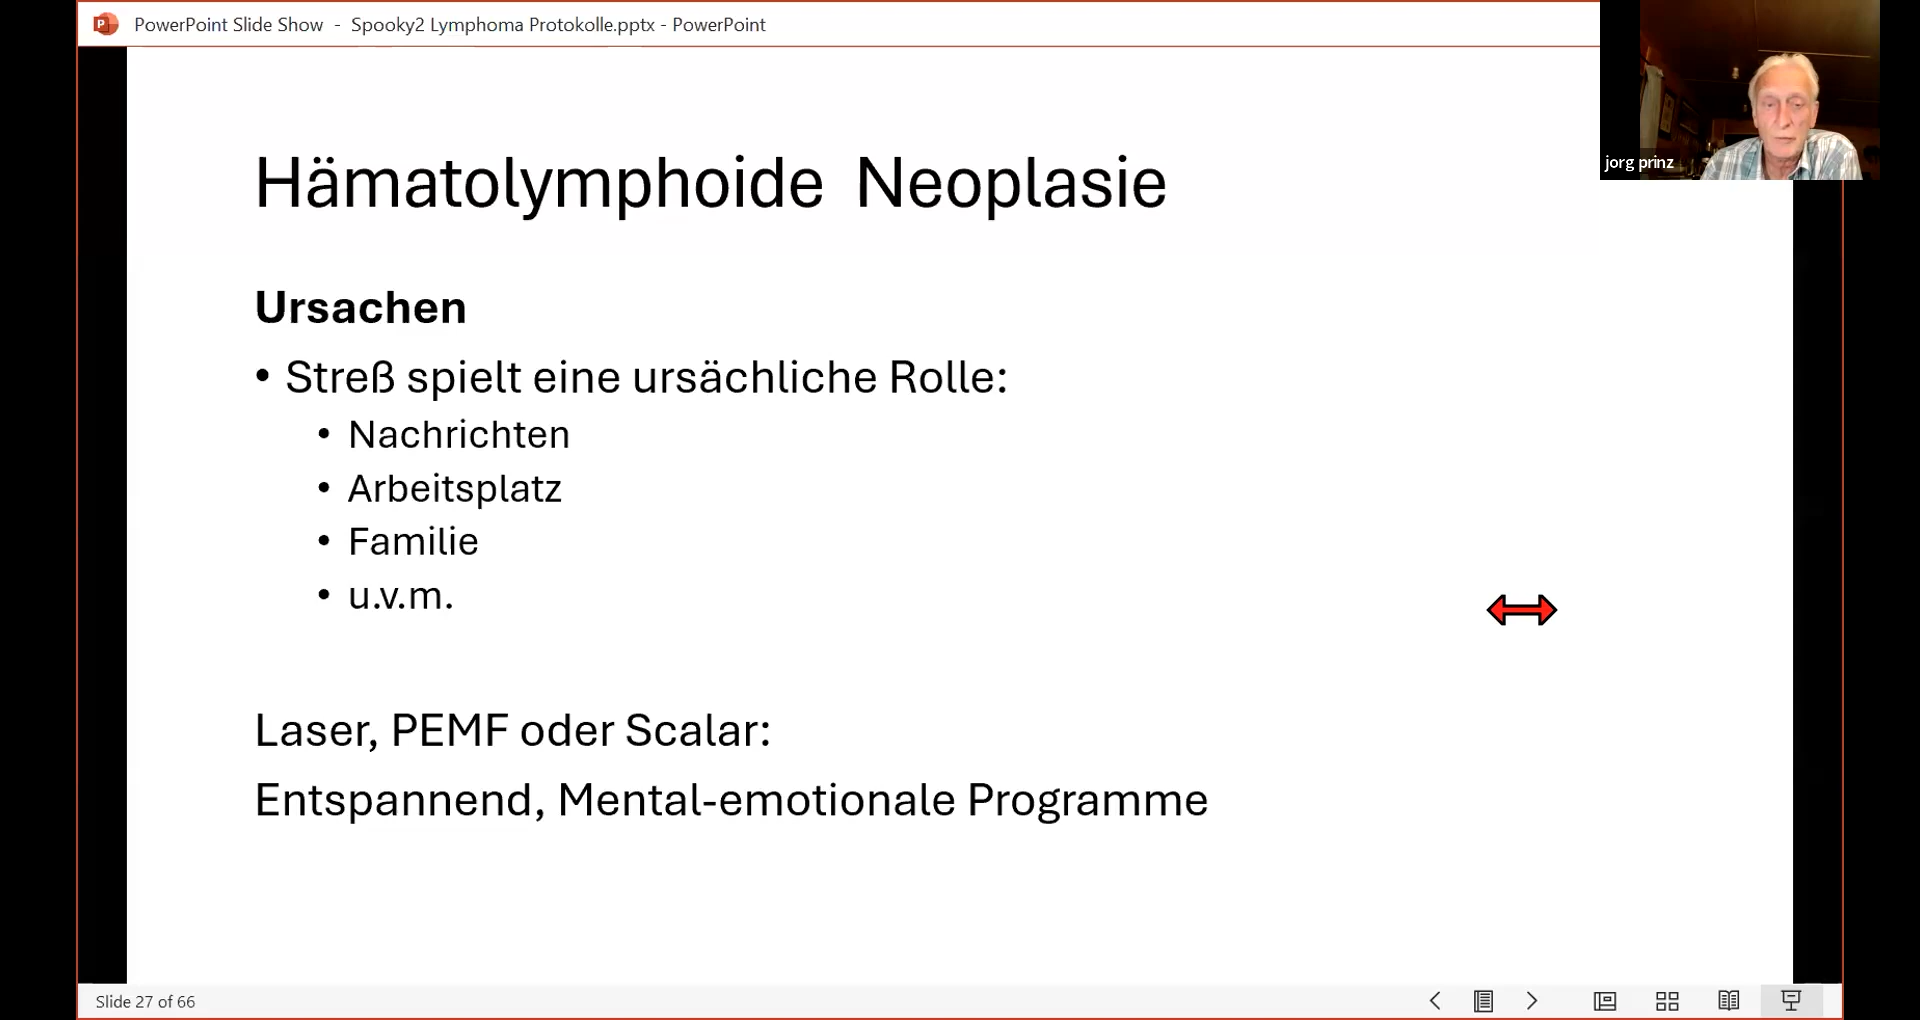 PowerPoint Slide Show - Spooky2 Lymphoma Protokolle.pptx - PowerPoint
jorg prinz
Hämatolymphoide Neoplasie
Ursachen
• Streß spielt eine ursächliche Rolle:
• Nachrichten
• Arbeitsplatz
• Familie
• u.v.m.
Laser, PEMF oder Scalar:
Entspannend, Mental-emotionale Programme
Slide 27 of 66